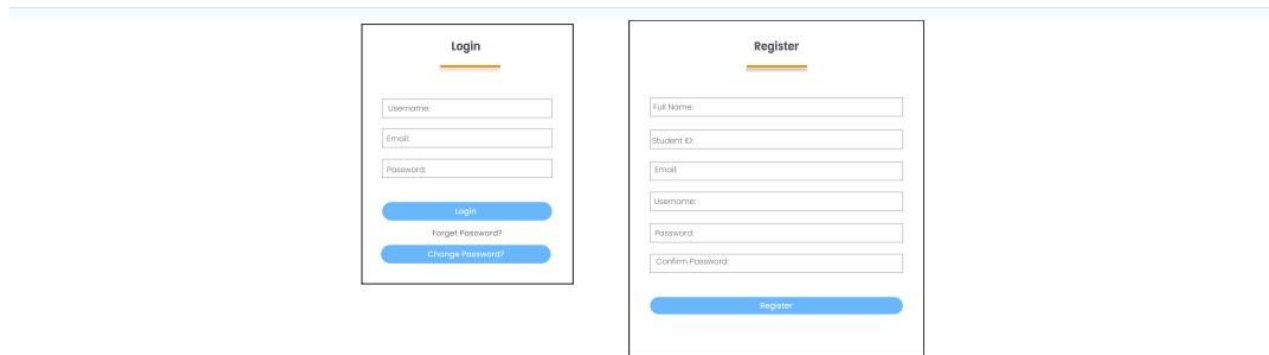 Login
Username:
Email:
Password:
Login
Forget Password?
Change Password?
Register
Full Name:
Student ID:
Email:
Username:
Password:
Confirm Password:
Register